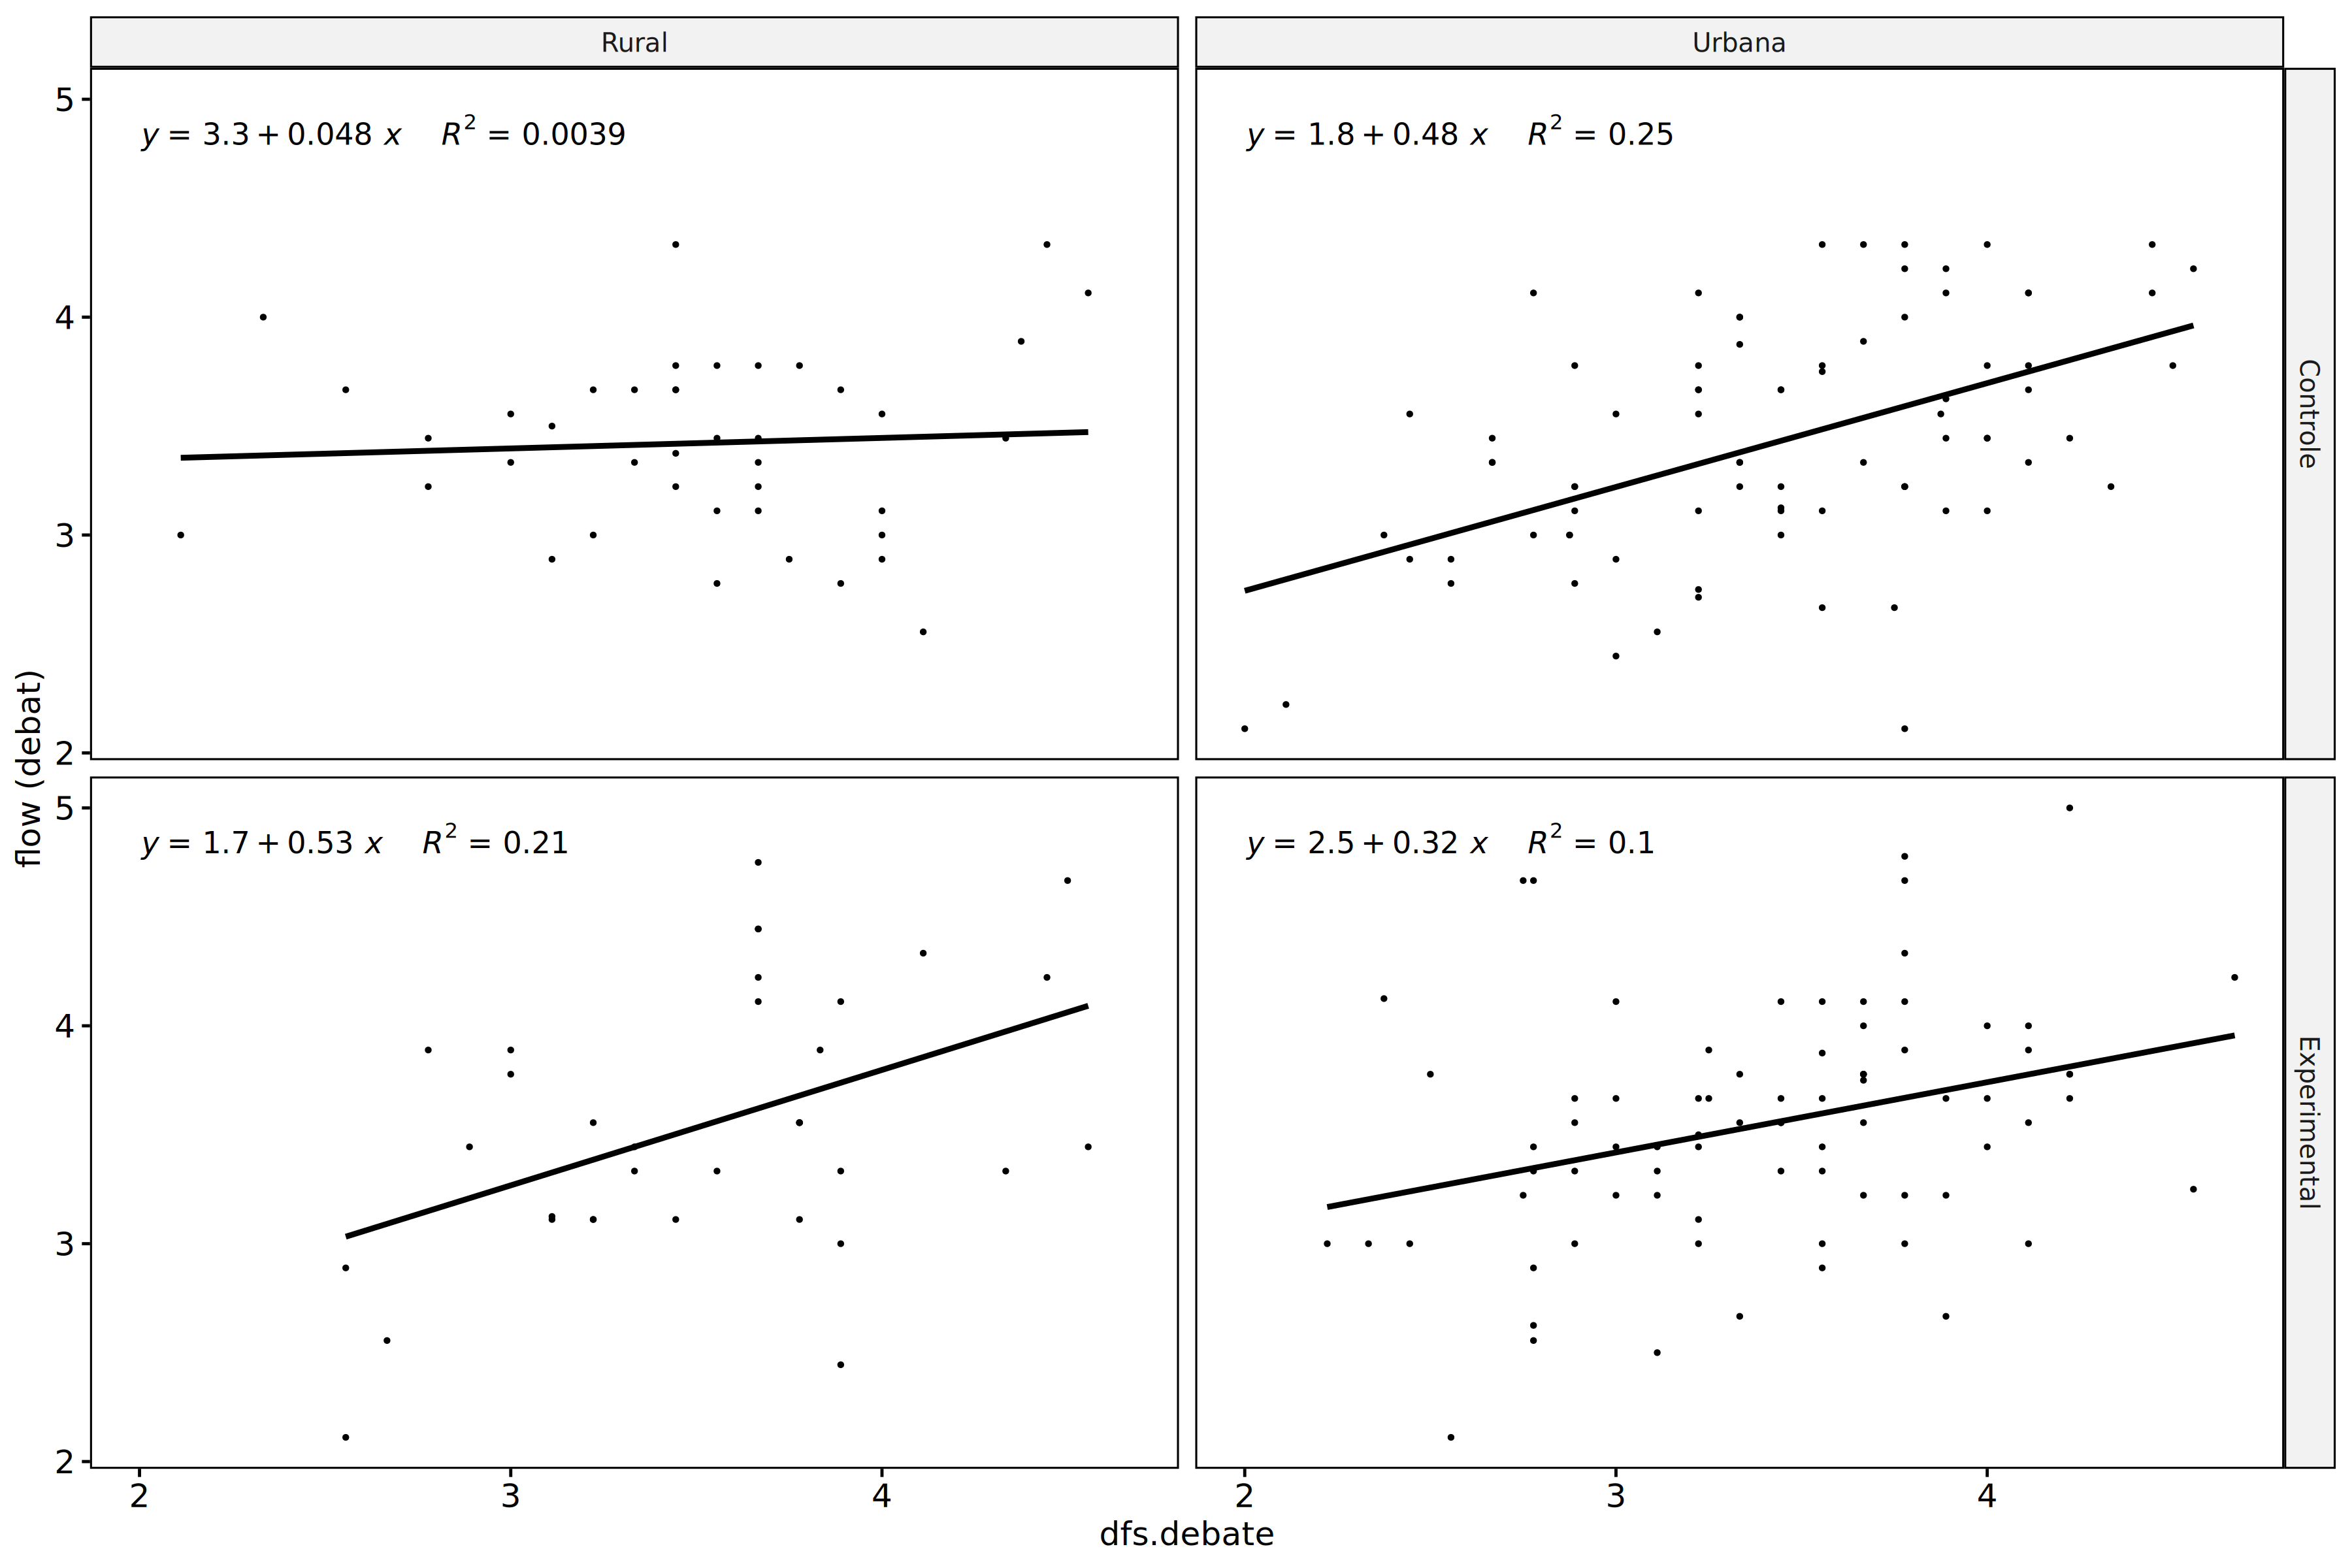 Rural
Urbana
y = 3.3 + 0.048 x R² = 0.0039
y = 1.8 + 0.48 x R² = 0.25
5
4
3
2
Controle
flow (debat)
y = 1.7 + 0.53 x R² = 0.21
y = 2.5 + 0.32 x R² = 0.1
5
4
3
2
Experimental
2 3 4
2 3 4
dfs.debate